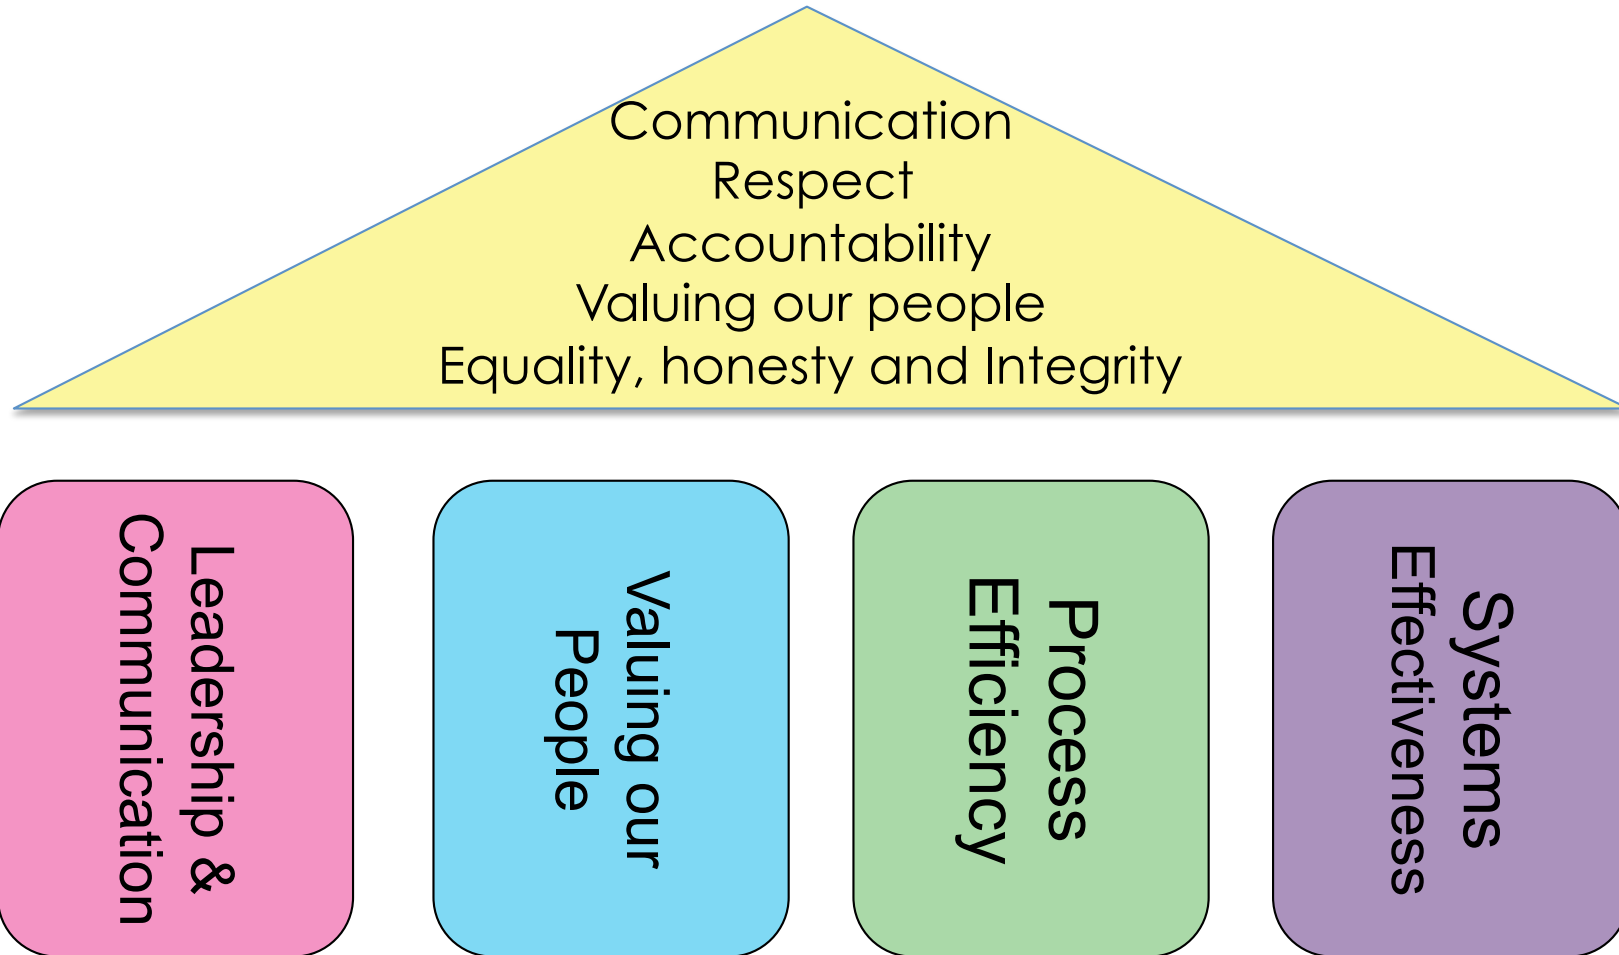 Communication
Respect
Accountability
Valuing our people
Equality, honesty and Integrity
Leadership &
Communication
Valuing our
People
Process
Efficiency
Systems
Effectiveness